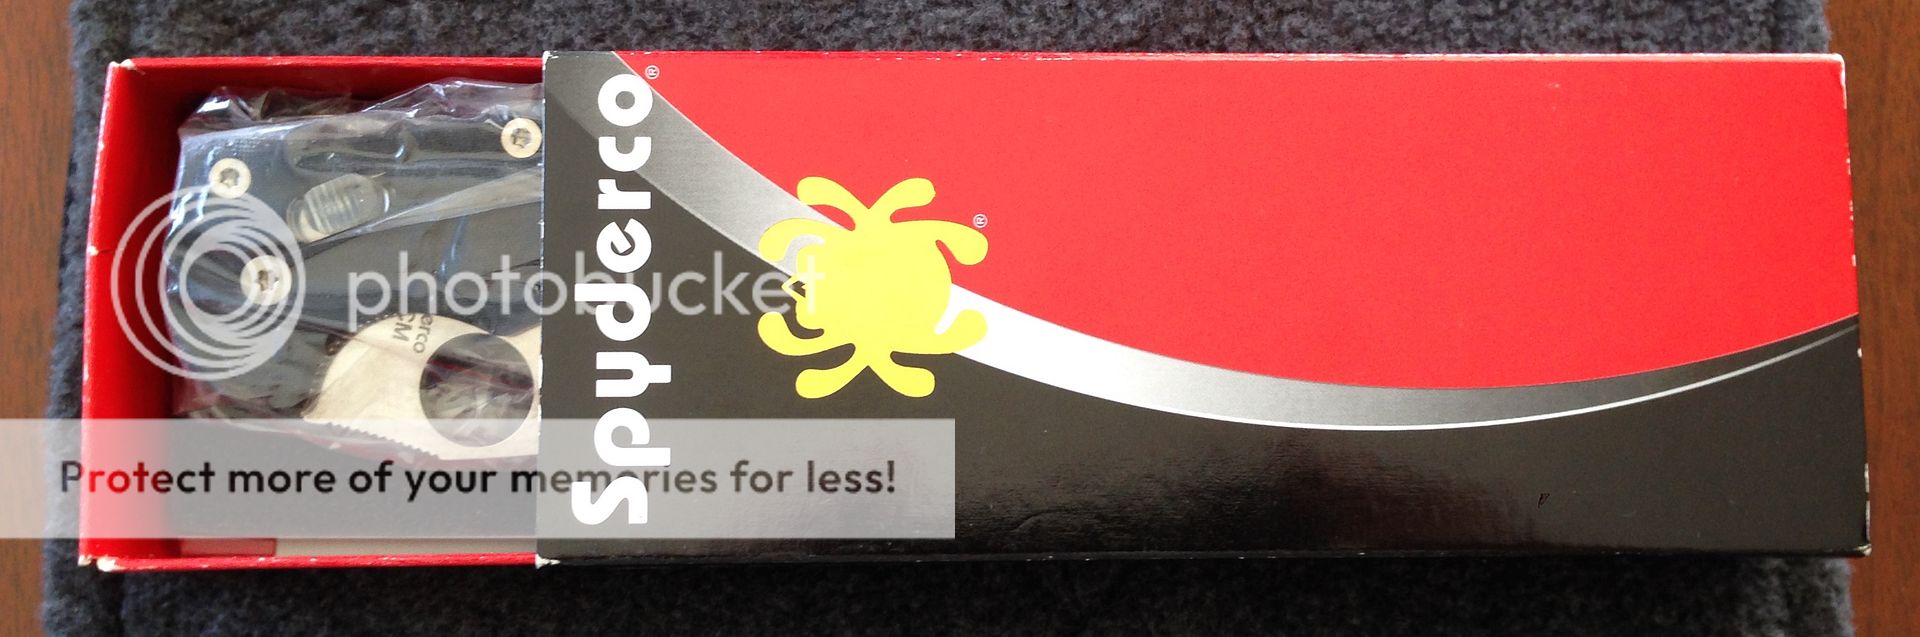 Spyderco®
®
photobucket
Protect more of your memories for less!